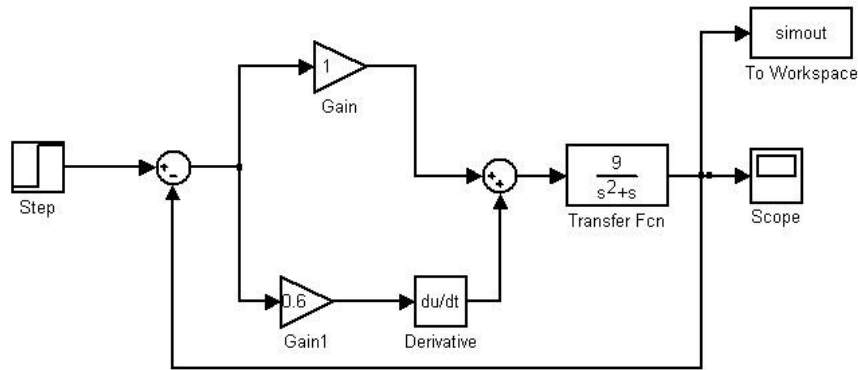 simout
To Workspace
1
Gain
Step
+
-
+
+
9
s²+s
Transfer Fcn
Scope
0.6
Gain1
du/dt
Derivative